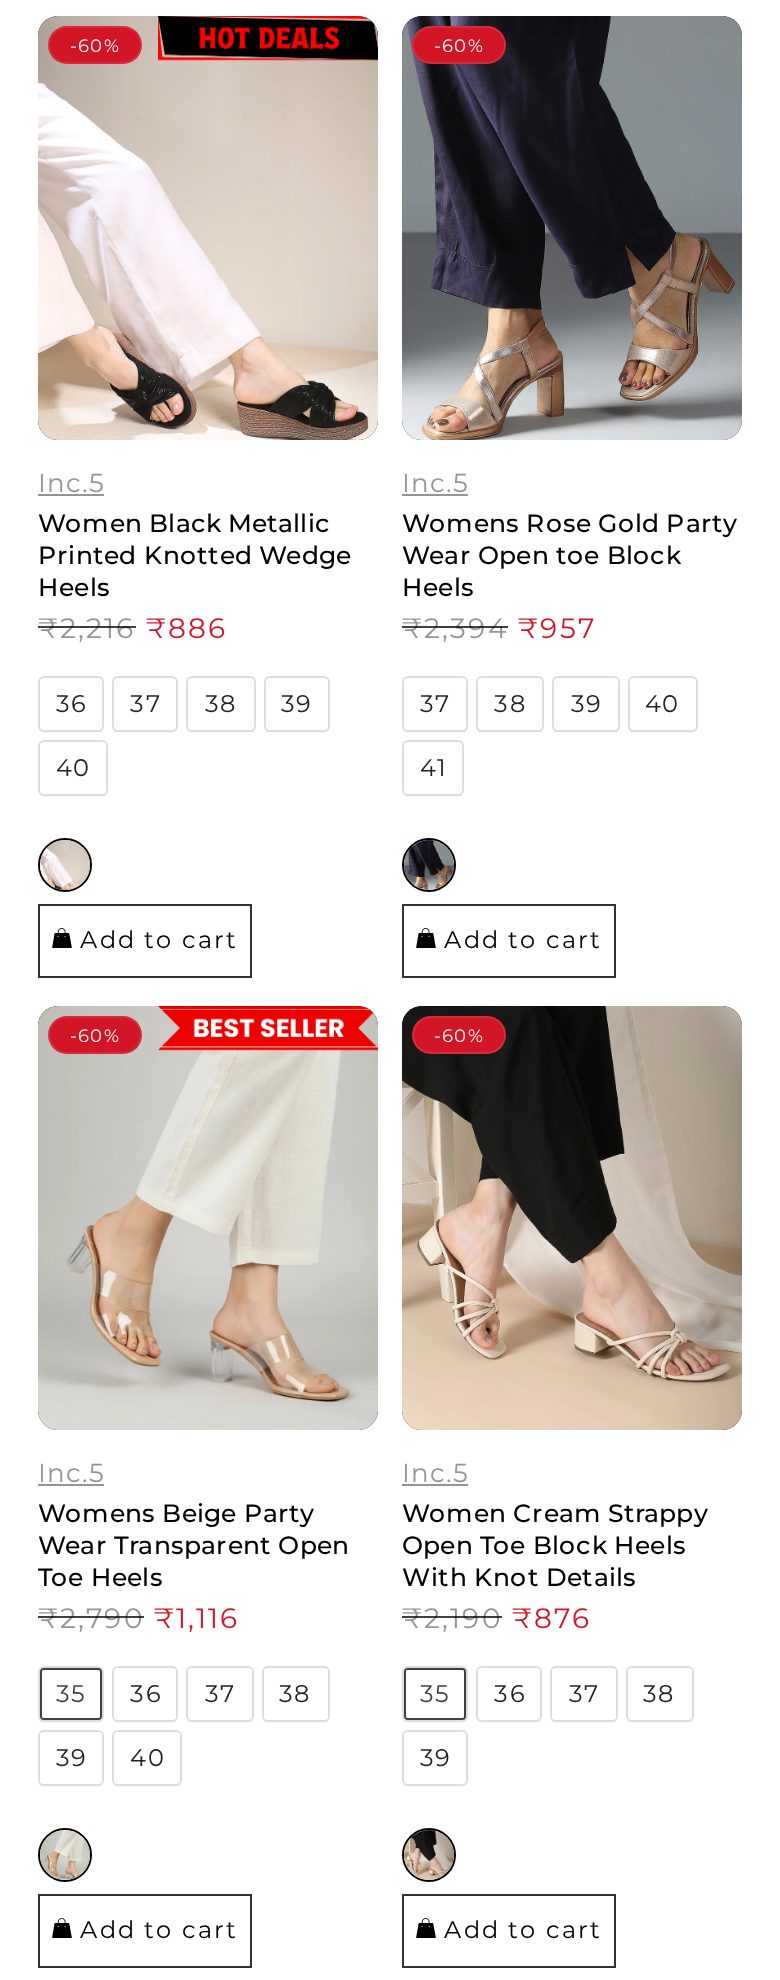 -60%
HOT DEALS
-60%
Inc.5
Women Black Metallic
Printed Knotted Wedge
Heels
₹2,216 ₹886
36 37 38 39
40
Add to cart
Inc.5
Womens Rose Gold Party
Wear Open toe Block
Heels
₹2,394 ₹957
37 38 39 40
41
Add to cart
-60%
BEST SELLER
-60%
Inc.5
Womens Beige Party
Wear Transparent Open
Toe Heels
₹2,790 ₹1,116
35 36 37 38
39 40
Add to cart
Inc.5
Women Cream Strappy
Open Toe Block Heels
With Knot Details
₹2,190 ₹876
35 36 37 38
39
Add to cart